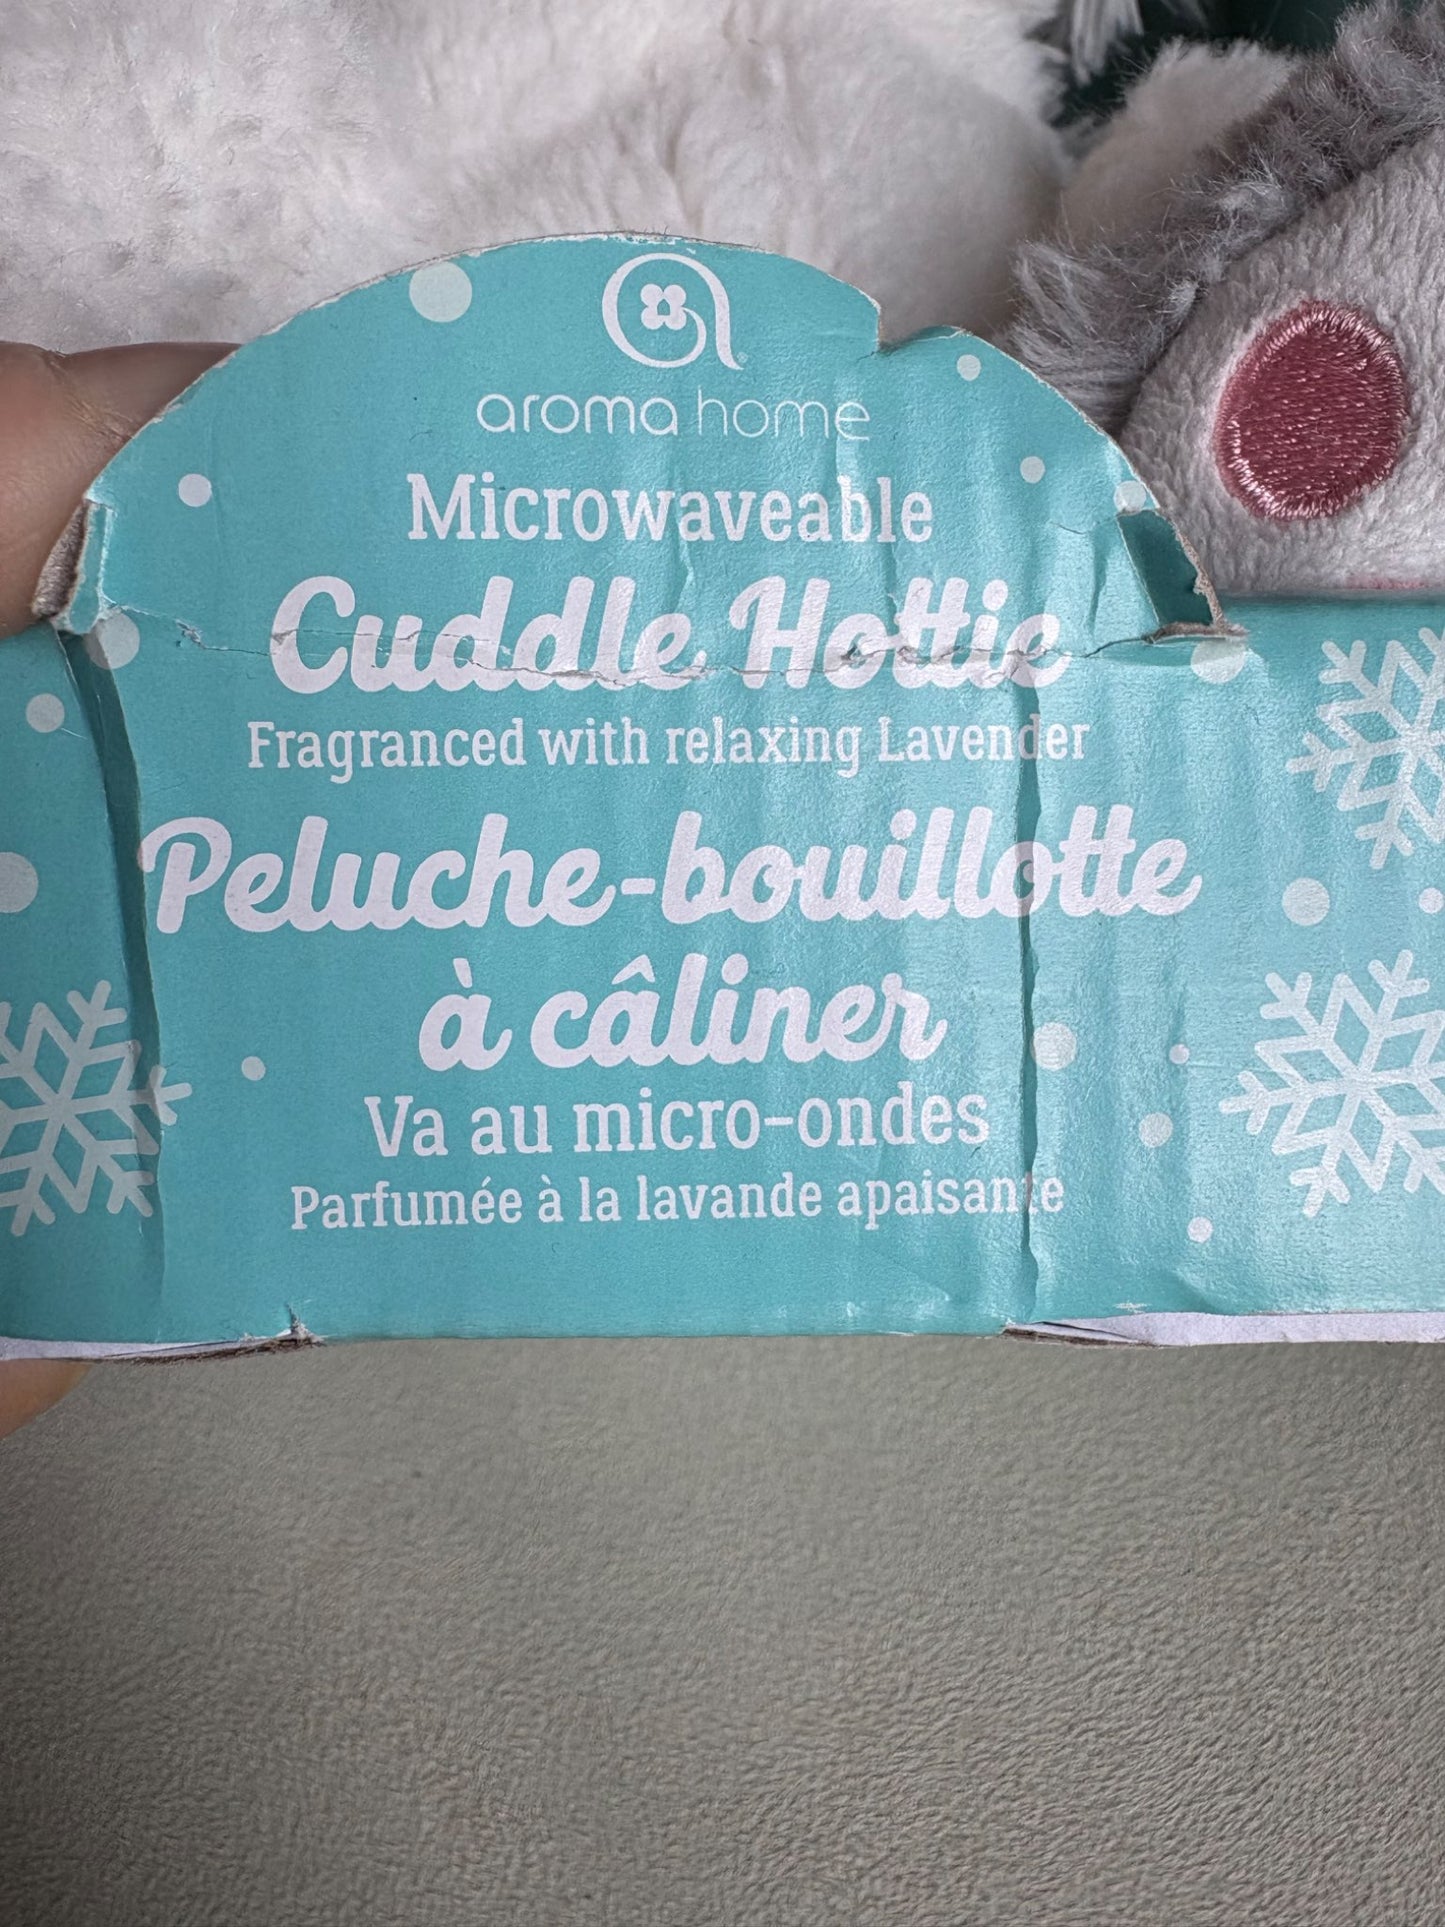 aroma home
Microwaveable
Cuddle Hottie
Fragranced with relaxing Lavender
Peluche-bouillotte
à câliner
Va au micro-ondes
Parfumée à la lavande apaisante